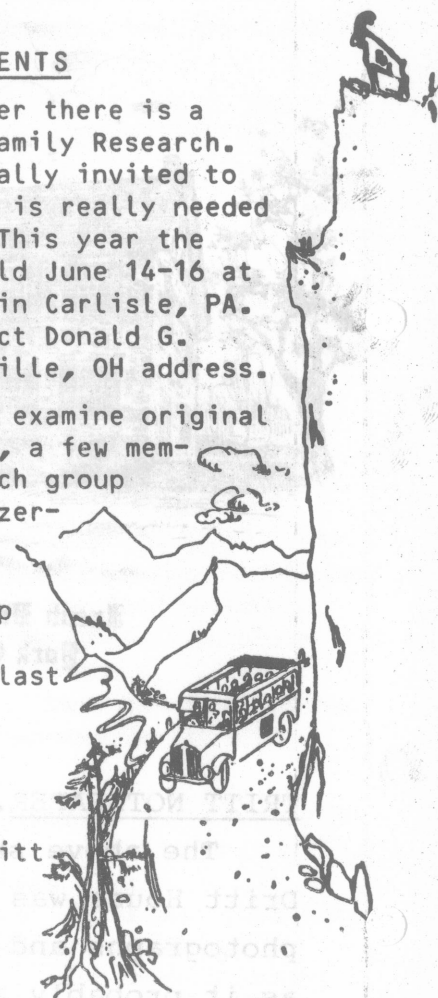 ENTS
er there is a
amily Research.
ally invited to
is really needed
This year the
ld June 14-16 at
in Carlisle, PA.
ct Donald G.
ille, OH address.
examine original
, a few mem-
ch group
zer-
p
last
itt